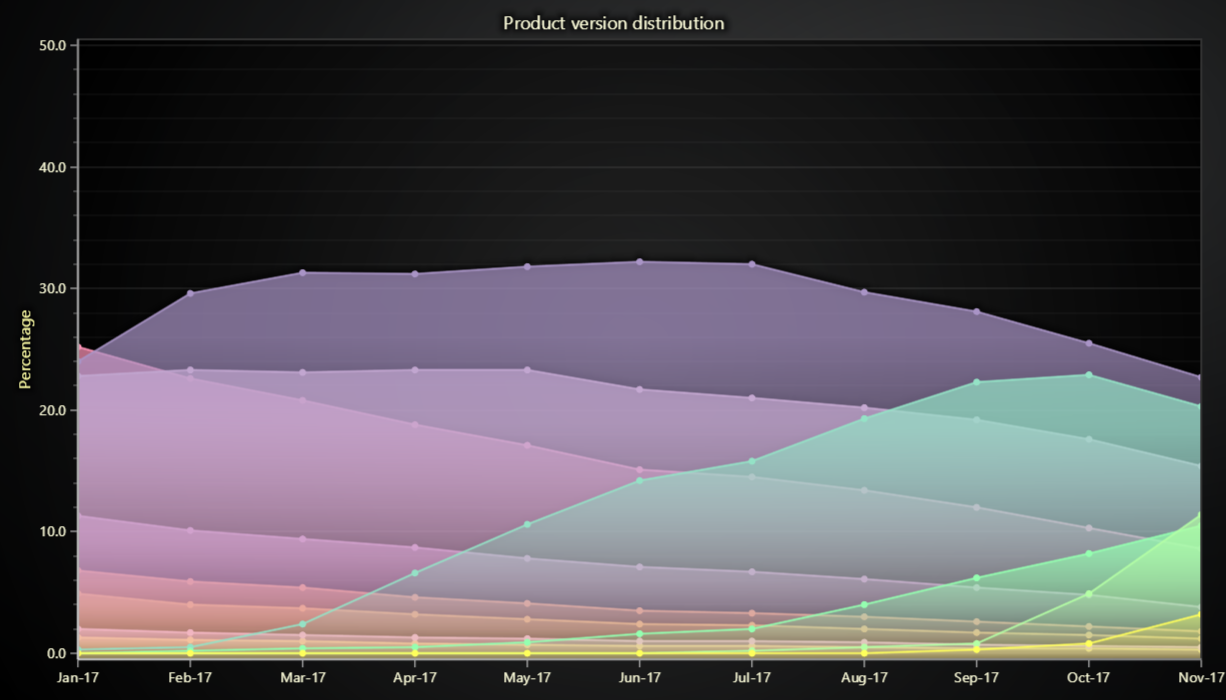 Product version distribution
50.0
40.0
30.0
20.0
10.0
0.0
Percentage
Jan-17 Feb-17 Mar-17 Apr-17 May-17 Jun-17 Jul-17 Aug-17 Sep-17 Oct-17 Nov-17